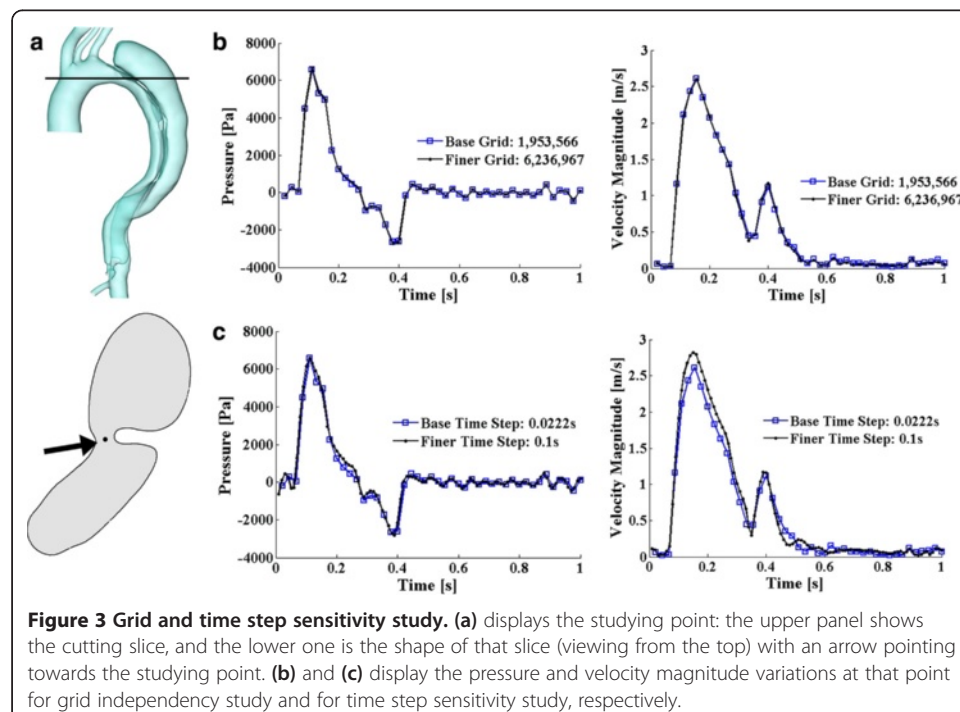 a
b
8000
6000
4000
2000
0
-2000
-4000
Pressure [Pa]
Base Grid: 1,953,566
Finer Grid: 6,236,967
0 0.2 0.4 0.6 0.8 1
Time [s]
3
2.5
2
1.5
1
0.5
0
Velocity Magnitude [m/s]
Base Grid: 1,953,566
Finer Grid: 6,236,967
0 0.2 0.4 0.6 0.8 1
Time [s]
c
8000
6000
4000
2000
0
-2000
-4000
Pressure [Pa]
Base Time Step: 0.0222s
Finer Time Step: 0.1s
0 0.2 0.4 0.6 0.8 1
Time [s]
3
2.5
2
1.5
1
0.5
0
Velocity Magnitude [m/s]
Base Time Step: 0.0222s
Finer Time Step: 0.1s
0 0.2 0.4 0.6 0.8 1
Time [s]
Figure 3 Grid and time step sensitivity study. (a) displays the studying point: the upper panel shows
the cutting slice, and the lower one is the shape of that slice (viewing from the top) with an arrow pointing
towards the studying point. (b) and (c) display the pressure and velocity magnitude variations at that point
for grid independency study and for time step sensitivity study, respectively.